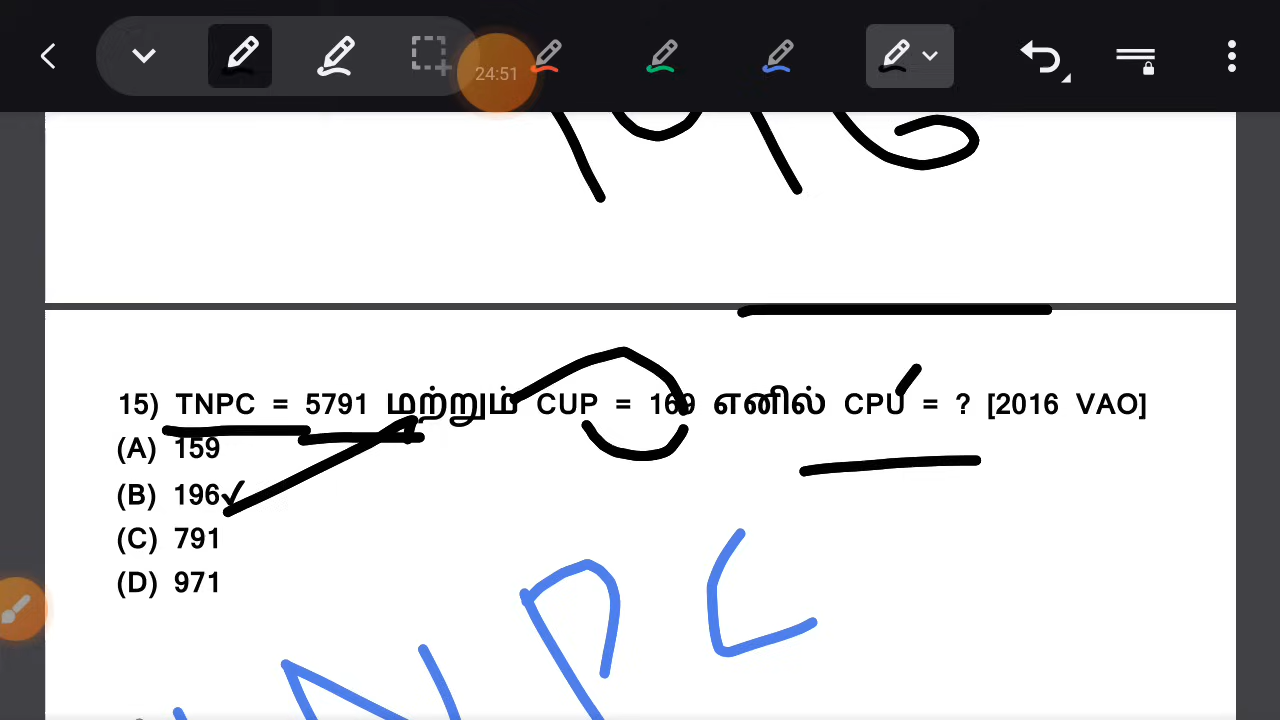 24:51
15) TNPC = 5791 மற்றும் CUP = 169 எனில் CPU = ? [2016 VAO]
(A) 159
(B) 196✓
(C) 791
(D) 971
N P C